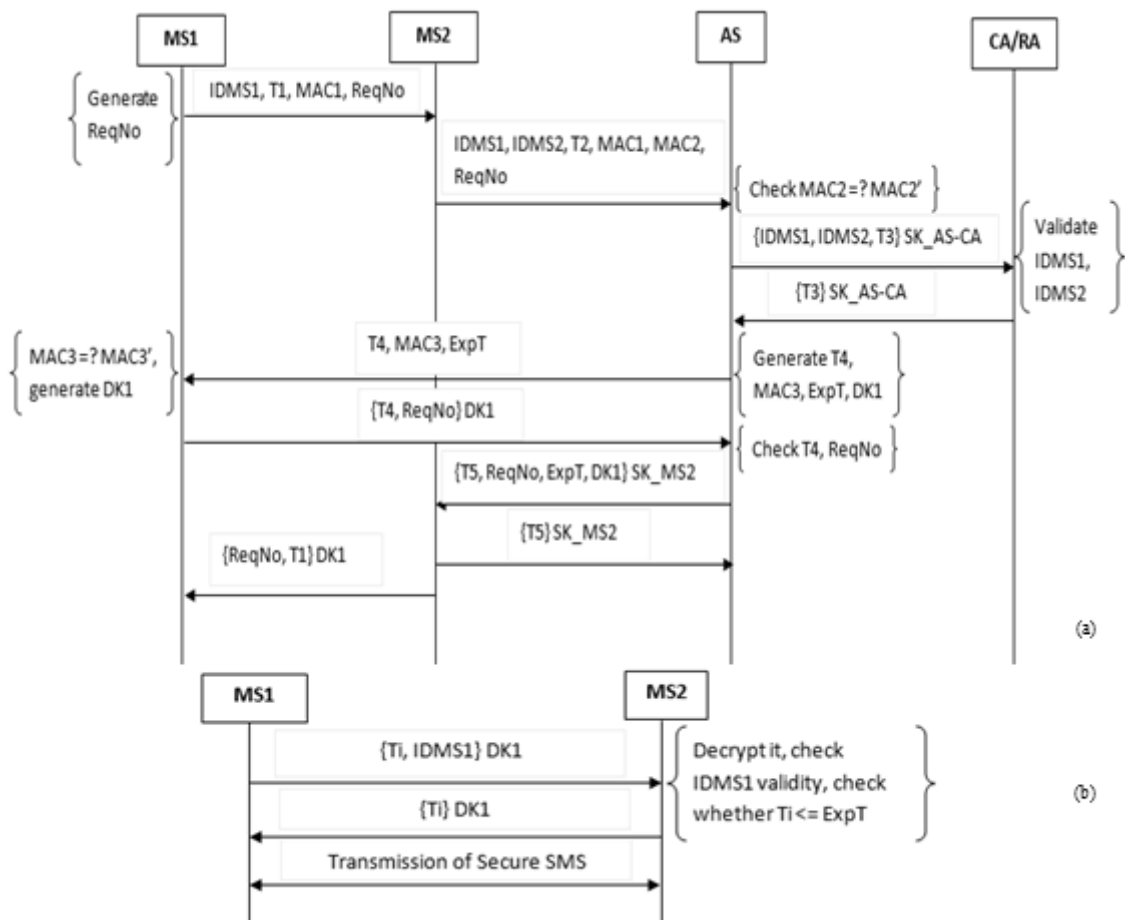 MS1
MS2
AS
CA/RA
Generate
ReqNo
IDMS1, T1, MAC1, ReqNo
IDMS1, IDMS2, T2, MAC1, MAC2,
ReqNo
Check MAC2 =? MAC2'
{IDMS1, IDMS2, T3} SK_AS-CA
Validate
IDMS1,
IDMS2
{T3} SK_AS-CA
T4, MAC3, ExpT
MAC3 =? MAC3',
generate DK1
Generate T4,
MAC3, ExpT, DK1
{T4, ReqNo} DK1
Check T4, ReqNo
{T5, ReqNo, ExpT, DK1} SK_MS2
{T5} SK_MS2
{ReqNo, T1} DK1
(a)
MS1
MS2
{Ti, IDMS1} DK1
Decrypt it, check
IDMS1 validity, check
whether Ti <= ExpT
{Ti} DK1
(b)
Transmission of Secure SMS